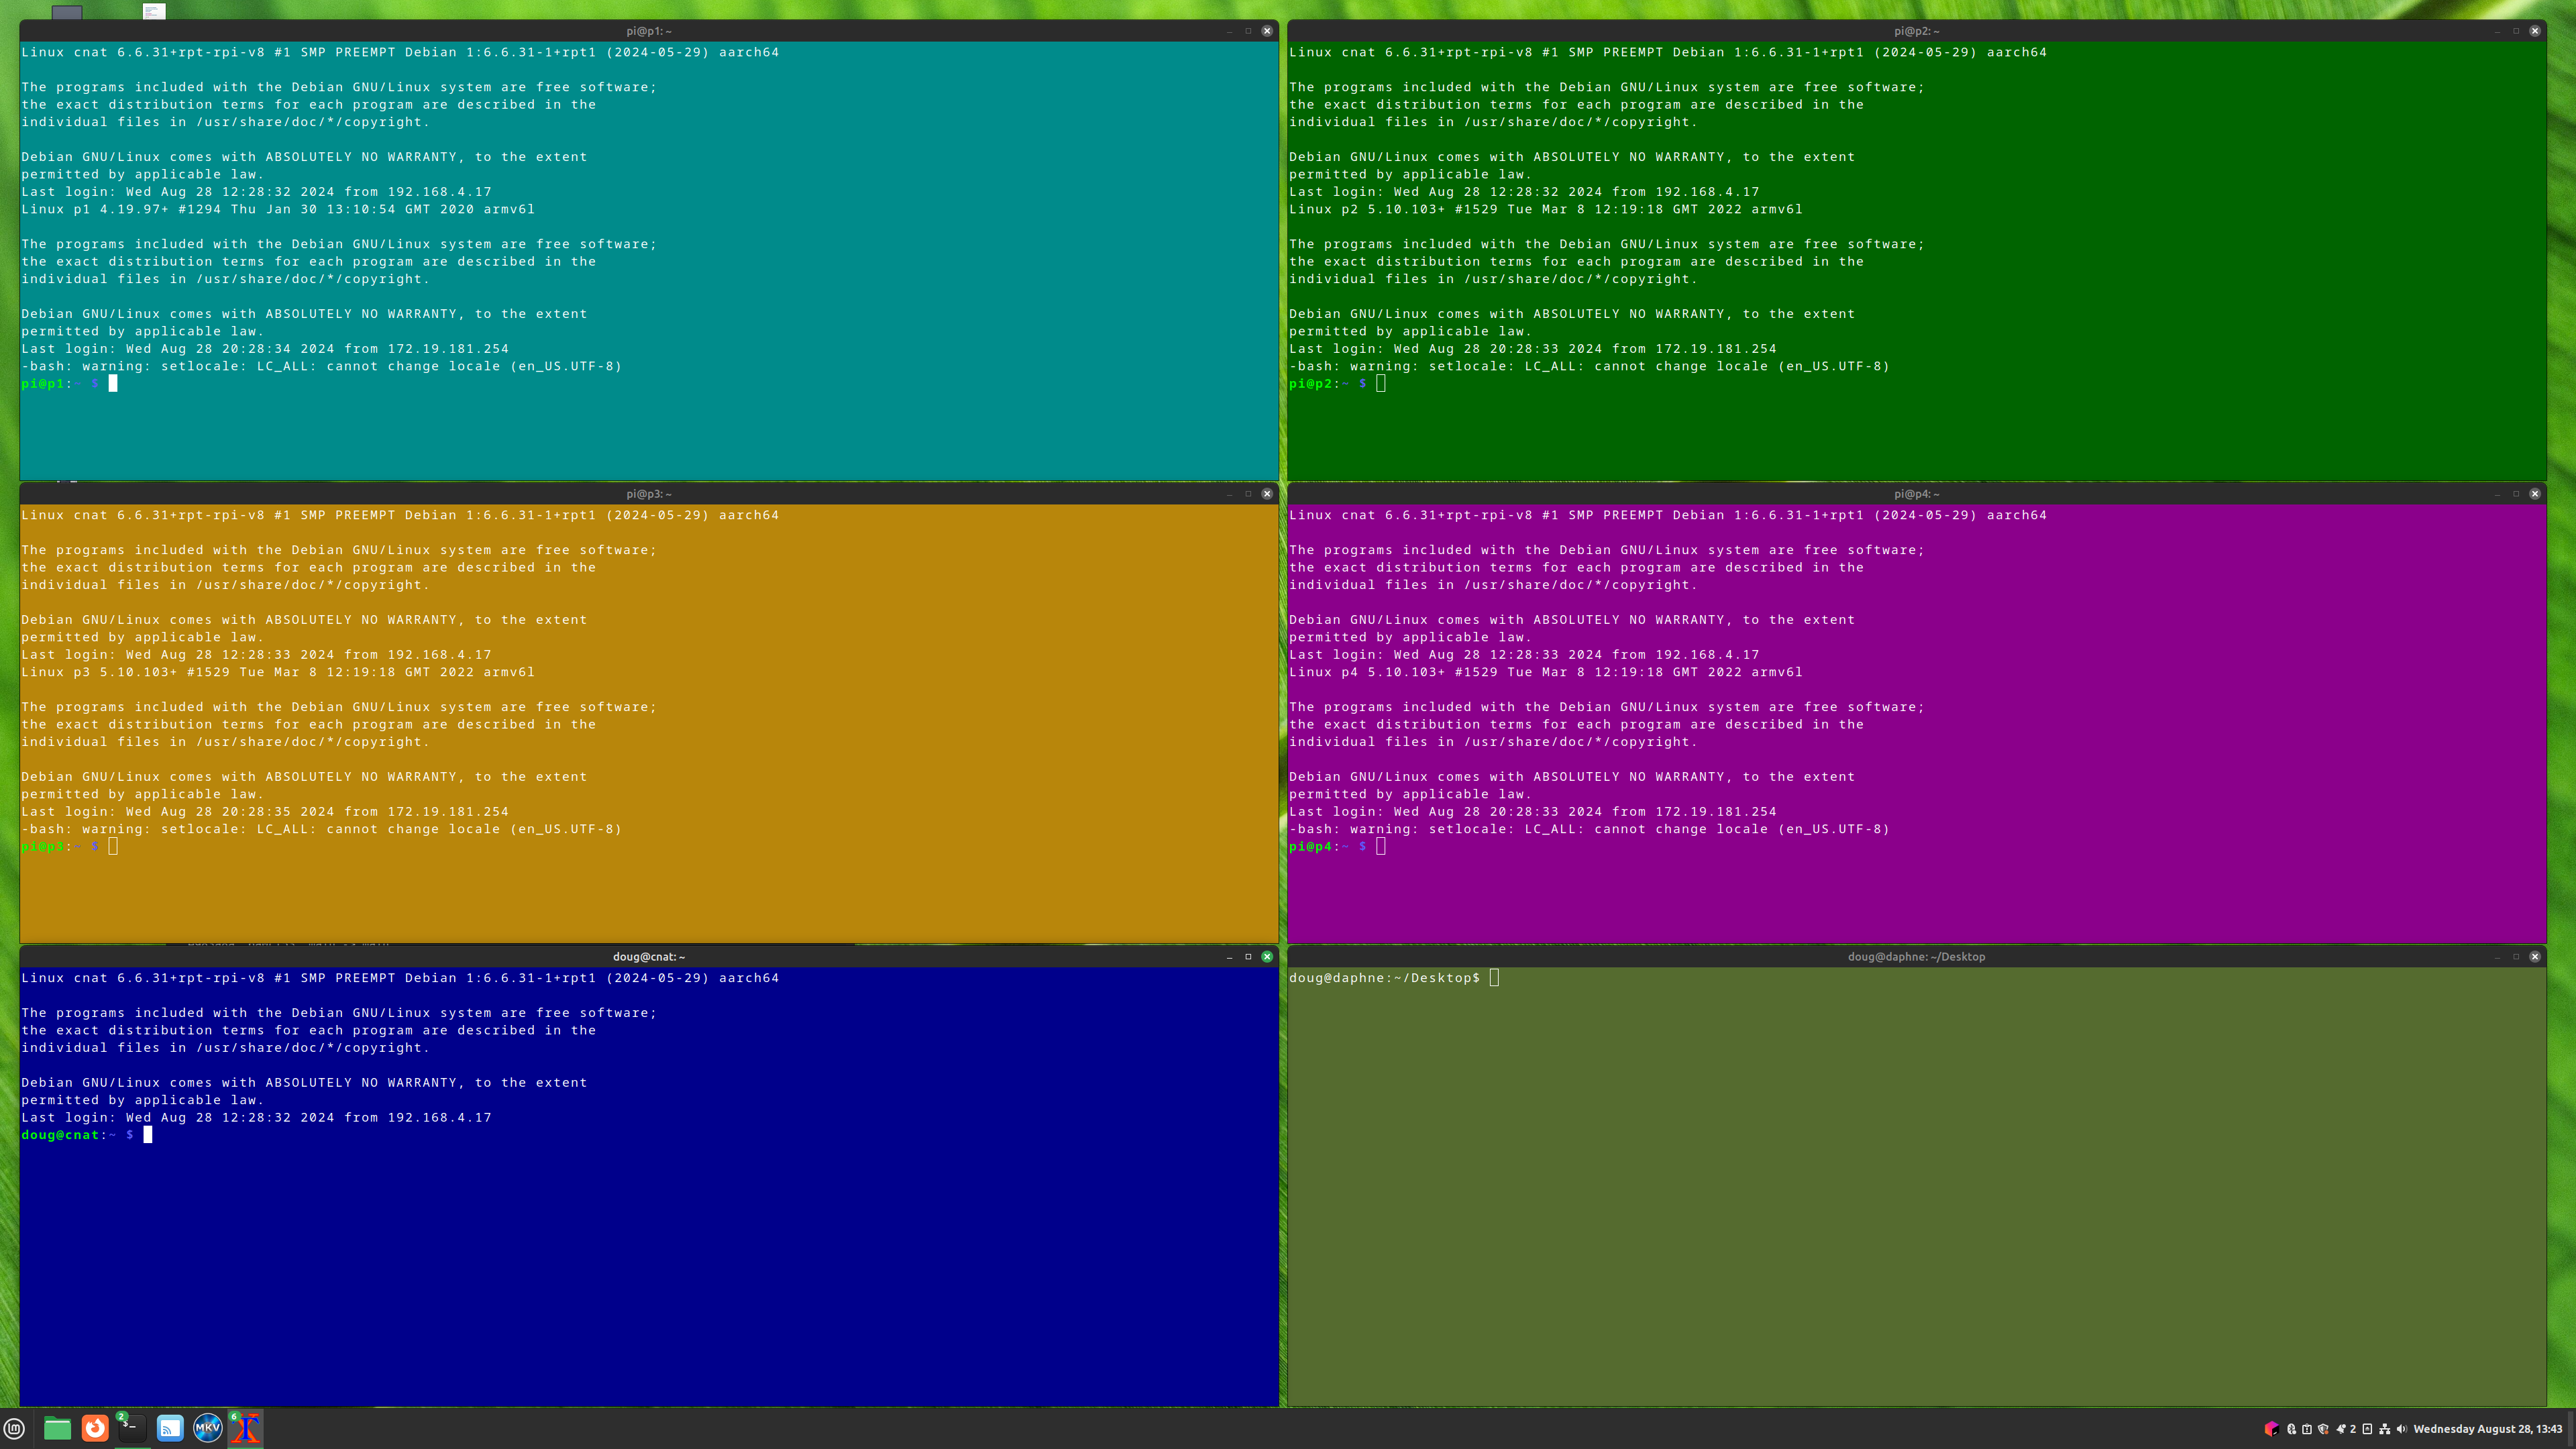 pi@p1: ~
Linux cnat 6.6.31+rpt-rpi-v8 #1 SMP PREEMPT Debian 1:6.6.31-1+rpt1 (2024-05-29) aarch64
The programs included with the Debian GNU/Linux system are free software;
the exact distribution terms for each program are described in the
individual files in /usr/share/doc/*/copyright.
Debian GNU/Linux comes with ABSOLUTELY NO WARRANTY, to the extent
permitted by applicable law.
Last login: Wed Aug 28 12:28:32 2024 from 192.168.4.17
Linux p1 4.19.97+ #1294 Thu Jan 30 13:10:54 GMT 2020 armv6l
The programs included with the Debian GNU/Linux system are free software;
the exact distribution terms for each program are described in the
individual files in /usr/share/doc/*/copyright.
Debian GNU/Linux comes with ABSOLUTELY NO WARRANTY, to the extent
permitted by applicable law.
Last login: Wed Aug 28 20:28:34 2024 from 172.19.181.254
-bash: warning: setlocale: LC_ALL: cannot change locale (en_US.UTF-8)
pi@p1:~ $
pi@p2: ~
Linux cnat 6.6.31+rpt-rpi-v8 #1 SMP PREEMPT Debian 1:6.6.31-1+rpt1 (2024-05-29) aarch64
The programs included with the Debian GNU/Linux system are free software;
the exact distribution terms for each program are described in the
individual files in /usr/share/doc/*/copyright.
Debian GNU/Linux comes with ABSOLUTELY NO WARRANTY, to the extent
permitted by applicable law.
Last login: Wed Aug 28 12:28:32 2024 from 192.168.4.17
Linux p2 5.10.103+ #1529 Tue Mar 8 12:19:18 GMT 2022 armv6l
The programs included with the Debian GNU/Linux system are free software;
the exact distribution terms for each program are described in the
individual files in /usr/share/doc/*/copyright.
Debian GNU/Linux comes with ABSOLUTELY NO WARRANTY, to the extent
permitted by applicable law.
Last login: Wed Aug 28 20:28:33 2024 from 172.19.181.254
-bash: warning: setlocale: LC_ALL: cannot change locale (en_US.UTF-8)
pi@p2:~ $
pi@p3: ~
Linux cnat 6.6.31+rpt-rpi-v8 #1 SMP PREEMPT Debian 1:6.6.31-1+rpt1 (2024-05-29) aarch64
The programs included with the Debian GNU/Linux system are free software;
the exact distribution terms for each program are described in the
individual files in /usr/share/doc/*/copyright.
Debian GNU/Linux comes with ABSOLUTELY NO WARRANTY, to the extent
permitted by applicable law.
Last login: Wed Aug 28 12:28:33 2024 from 192.168.4.17
Linux p3 5.10.103+ #1529 Tue Mar 8 12:19:18 GMT 2022 armv6l
The programs included with the Debian GNU/Linux system are free software;
the exact distribution terms for each program are described in the
individual files in /usr/share/doc/*/copyright.
Debian GNU/Linux comes with ABSOLUTELY NO WARRANTY, to the extent
permitted by applicable law.
Last login: Wed Aug 28 20:28:35 2024 from 172.19.181.254
-bash: warning: setlocale: LC_ALL: cannot change locale (en_US.UTF-8)
pi@p3:~ $
pi@p4: ~
Linux cnat 6.6.31+rpt-rpi-v8 #1 SMP PREEMPT Debian 1:6.6.31-1+rpt1 (2024-05-29) aarch64
The programs included with the Debian GNU/Linux system are free software;
the exact distribution terms for each program are described in the
individual files in /usr/share/doc/*/copyright.
Debian GNU/Linux comes with ABSOLUTELY NO WARRANTY, to the extent
permitted by applicable law.
Last login: Wed Aug 28 12:28:33 2024 from 192.168.4.17
Linux p4 5.10.103+ #1529 Tue Mar 8 12:19:18 GMT 2022 armv6l
The programs included with the Debian GNU/Linux system are free software;
the exact distribution terms for each program are described in the
individual files in /usr/share/doc/*/copyright.
Debian GNU/Linux comes with ABSOLUTELY NO WARRANTY, to the extent
permitted by applicable law.
Last login: Wed Aug 28 20:28:33 2024 from 172.19.181.254
-bash: warning: setlocale: LC_ALL: cannot change locale (en_US.UTF-8)
pi@p4:~ $
doug@cnat: ~
Linux cnat 6.6.31+rpt-rpi-v8 #1 SMP PREEMPT Debian 1:6.6.31-1+rpt1 (2024-05-29) aarch64
The programs included with the Debian GNU/Linux system are free software;
the exact distribution terms for each program are described in the
individual files in /usr/share/doc/*/copyright.
Debian GNU/Linux comes with ABSOLUTELY NO WARRANTY, to the extent
permitted by applicable law.
Last login: Wed Aug 28 12:28:32 2024 from 192.168.4.17
doug@cnat:~ $
doug@daphne: ~/Desktop
doug@daphne:~/Desktop$
2
MKV
6
2
Wednesday August 28, 13:43